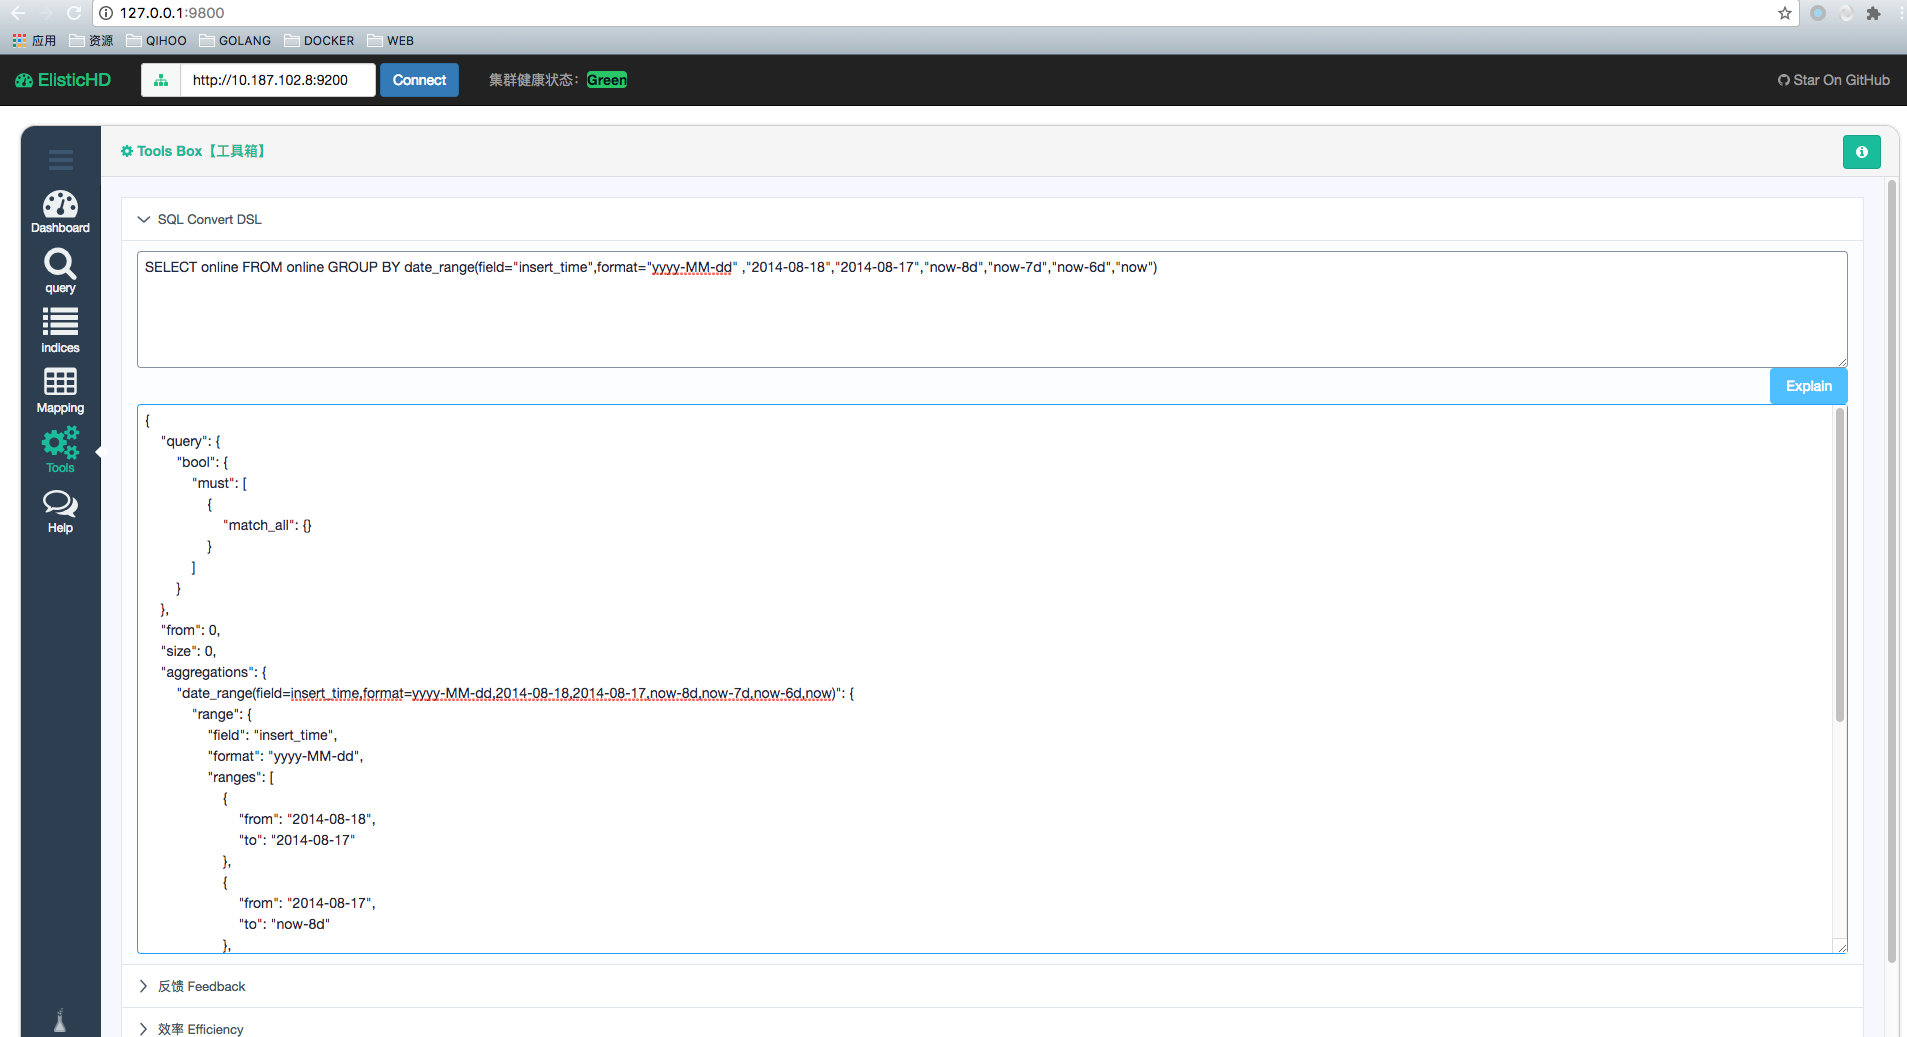 127.0.0.1:9800
应用 资源 QIHOO GOLANG DOCKER WEB
ElisticHD http://10.187.102.8:9200 Connect 集群健康状态: Green Star On GitHub
Tools Box【工具箱】
Dashboard
query
indices
Mapping
Tools
Help
SQL Convert DSL
SELECT online FROM online GROUP BY date_range(field="insert_time",format="yyyy-MM-dd" ,"2014-08-18","2014-08-17","now-8d","now-7d","now-6d","now")
Explain
{
"query": {
"bool": {
"must": [
{
"match_all": {}
}
]
}
},
"from": 0,
"size": 0,
"aggregations": {
"date_range(field=insert_time,format=yyyy-MM-dd,2014-08-18,2014-08-17,now-8d,now-7d,now-6d,now)": {
"range": {
"field": "insert_time",
"format": "yyyy-MM-dd",
"ranges": [
{
"from": "2014-08-18",
"to": "2014-08-17"
},
{
"from": "2014-08-17",
"to": "now-8d"
},
反馈 Feedback
效率 Efficiency